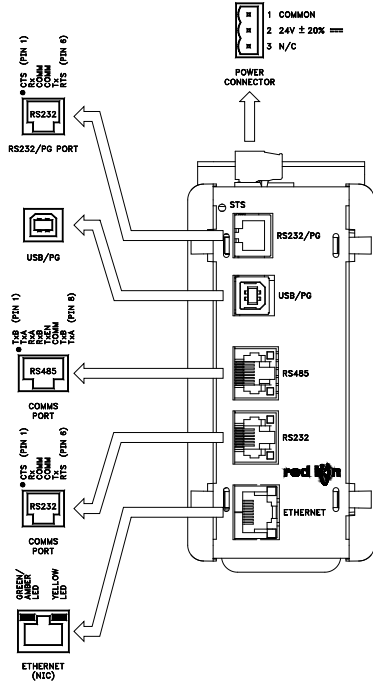 1 COMMON
2 24V ± 20% ⎓
3 N/C
POWER
CONNECTOR
CTS (PIN 1)
Rx
COMM
COMM
Tx
RTS (PIN 6)
RS232
RS232/PG PORT
STS
RS232/PG
USB/PG
USB/PG
TxB (PIN 1)
TxA
RxA
RxB
TxEN
COMM
TxB
TxA (PIN 8)
RS485
COMMS
PORT
RS485
CTS (PIN 1)
Rx
COMM
COMM
Tx
RTS (PIN 6)
RS232
COMMS
PORT
RS232
red lion
ETHERNET
GREEN/
AMBER
LED
YELLOW
LED
ETHERNET
(NIC)